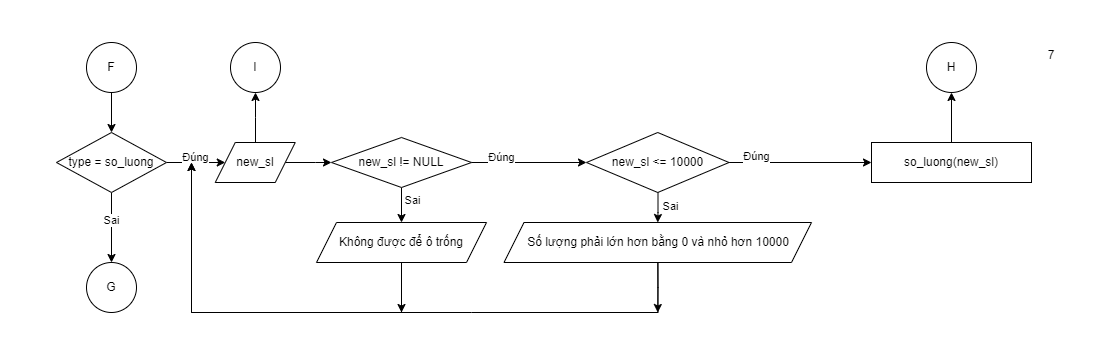 F
I
H
7
type = so_luong
Đúng
new_sl
new_sl != NULL
Đúng
new_sl <= 10000
Đúng
so_luong(new_sl)
Sai
Sai
Sai
Không được để ô trống
Số lượng phải lớn hơn bằng 0 và nhỏ hơn 10000
G